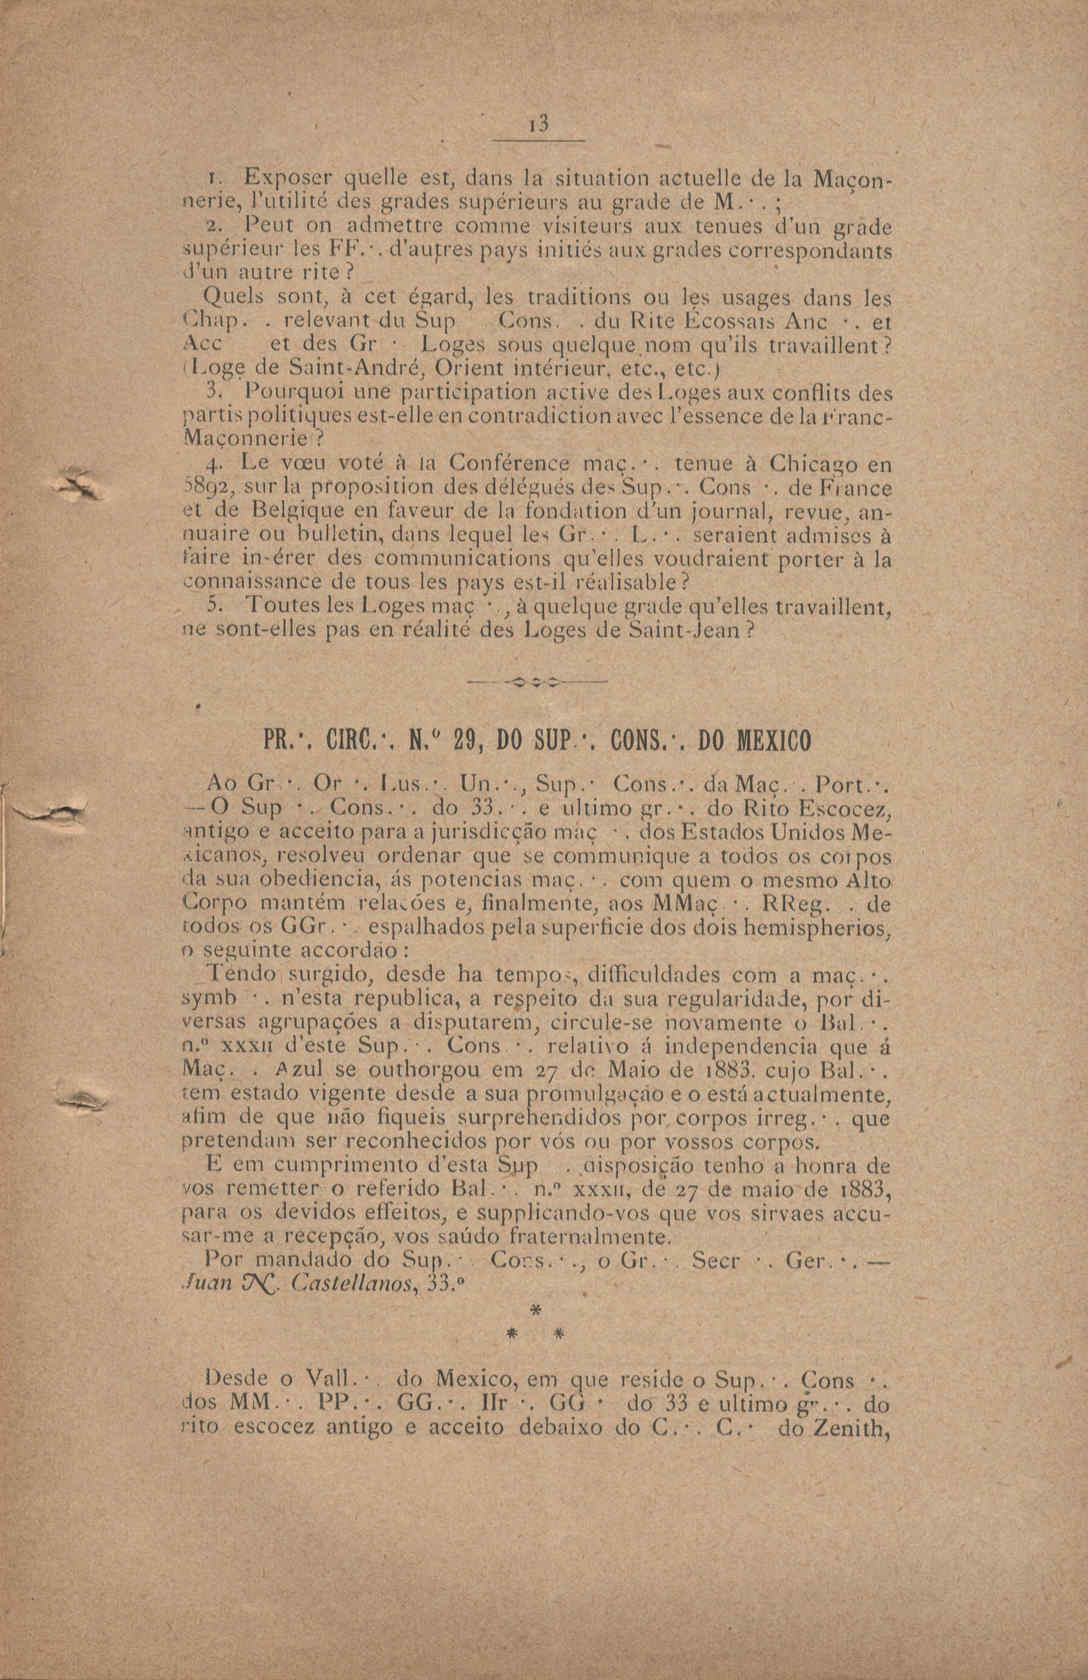 13
1. Exposer quelle est, dans la situation actuelle de la Maçon-
nerie, l'utilité des grades supérieurs au grade de M.·. ;
2. Peut on admettre comme visiteurs aux tenues d'un grade
supérieur les FF.·. d'autres pays initiés aux grades correspondants
d'un autre rite ?
Quels sont, à cet égard, les traditions ou les usages dans les
Chap. . relevant du Sup Cons. . du Rite Écossais Anc ·. et
Acc et des Gr · Loges sous quelque nom qu'ils travaillent ?
(Loge de Saint-André, Orient intérieur, etc., etc.)
3. Pourquoi une participation active des Loges aux conflits des
partis politiques est-elle en contradiction avec l'essence de la Franc-
Maçonnerie ?
4. Le vœu voté à la Conférence maç.·. tenue à Chicago en
5892, sur la proposition des délégués des Sup.·. Cons ·. de France
et de Belgique en faveur de la fondation d'un journal, revue, an-
nuaire ou bulletin, dans lequel les Gr.·. L.·. seraient admises à
faire insérer des communications qu'elles voudraient porter à la
connaissance de tous les pays est-il réalisable ?
5. Toutes les Loges maç ·., à quelque grade qu'elles travaillent,
ne sont-elles pas en réalité des Loges de Saint-Jean ?
PR.·. CIRC.·. N.º 29, DO SUP.·. CONS.·. DO MEXICO
Ao Gr.·. Or ·. Lus.·. Un.·., Sup.· Cons.·. da Maç. . Port.·.
— O Sup ·. Cons.·. do 33.·. e ultimo gr.·. do Rito Escocez,
antigo e acceito para a jurisdicção maç ·. dos Estados Unidos Me-
xicanos, resolveu ordenar que se communique a todos os corpos
da sua obediencia, ás potencias maç.·. com quem o mesmo Alto
Corpo mantém relações e, finalmente, aos MMaç ·. RReg. . de
todos os GGr.·. espalhados pela superficie dos dois hemispherios,
o seguinte accordão :
Tendo surgido, desde ha tempos, difficuldades com a maç.·.
symb ·. n'esta republica, a respeito da sua regularidade, por di-
versas agrupações a disputarem, circule-se novamente o Bal.·.
n.º XXXII d'este Sup.·. Cons.·. relativo á independencia que á
Maç. . Azul se outhorgou em 27 de Maio de 1883. cujo Bal.·.
tem estado vigente desde a sua promulgação e o está actualmente,
afim de que não fiqueis surprehendidos por corpos irreg.·. que
pretendam ser reconhecidos por vós ou por vossos corpos.
E em cumprimento d'esta Sup . disposição tenho a honra de
vos remetter o referido Bal.·. n.º XXXII, de 27 de maio de 1883,
para os devidos effeitos, e supplicando-vos que vos sirvaes accu-
sar-me a recepção, vos saúdo fraternalmente.
Por mandado do Sup.· Cons.·., o Gr.·. Secr ·. Ger.·. —
Juan N. Castellanos, 33.º
*
* *
Desde o Vall.·. do Mexico, em que reside o Sup.·. Cons ·.
dos MM.·. PP.·. GG.·. IIr ·. GG · do 33 e ultimo gr.·. do
rito escocez antigo e acceito debaixo do C.·. C.· do Zenith,